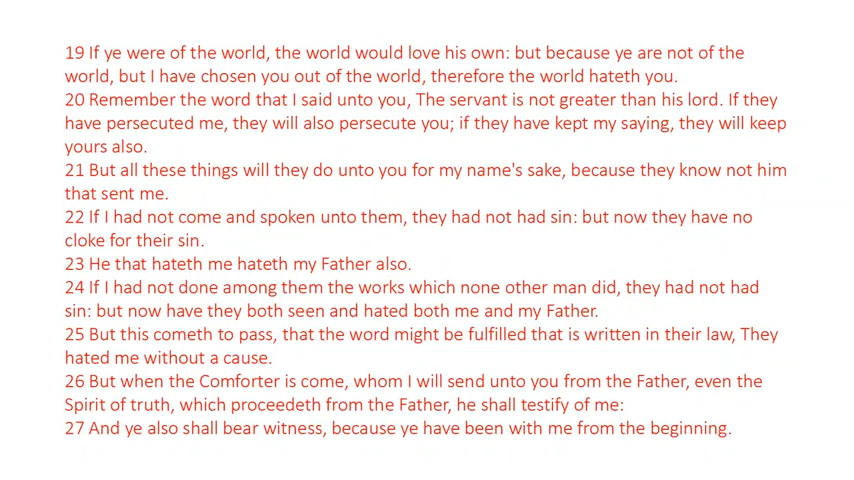 19 If ye were of the world, the world would love his own: but because ye are not of the
world, but I have chosen you out of the world, therefore the world hateth you.
20 Remember the word that I said unto you, The servant is not greater than his lord. If they
have persecuted me, they will also persecute you; if they have kept my saying, they will keep
yours also.
21 But all these things will they do unto you for my name's sake, because they know not him
that sent me.
22 If I had not come and spoken unto them, they had not had sin: but now they have no
cloke for their sin.
23 He that hateth me hateth my Father also.
24 If I had not done among them the works which none other man did, they had not had
sin: but now have they both seen and hated both me and my Father.
25 But this cometh to pass, that the word might be fulfilled that is written in their law, They
hated me without a cause.
26 But when the Comforter is come, whom I will send unto you from the Father, even the
Spirit of truth, which proceedeth from the Father, he shall testify of me:
27 And ye also shall bear witness, because ye have been with me from the beginning.